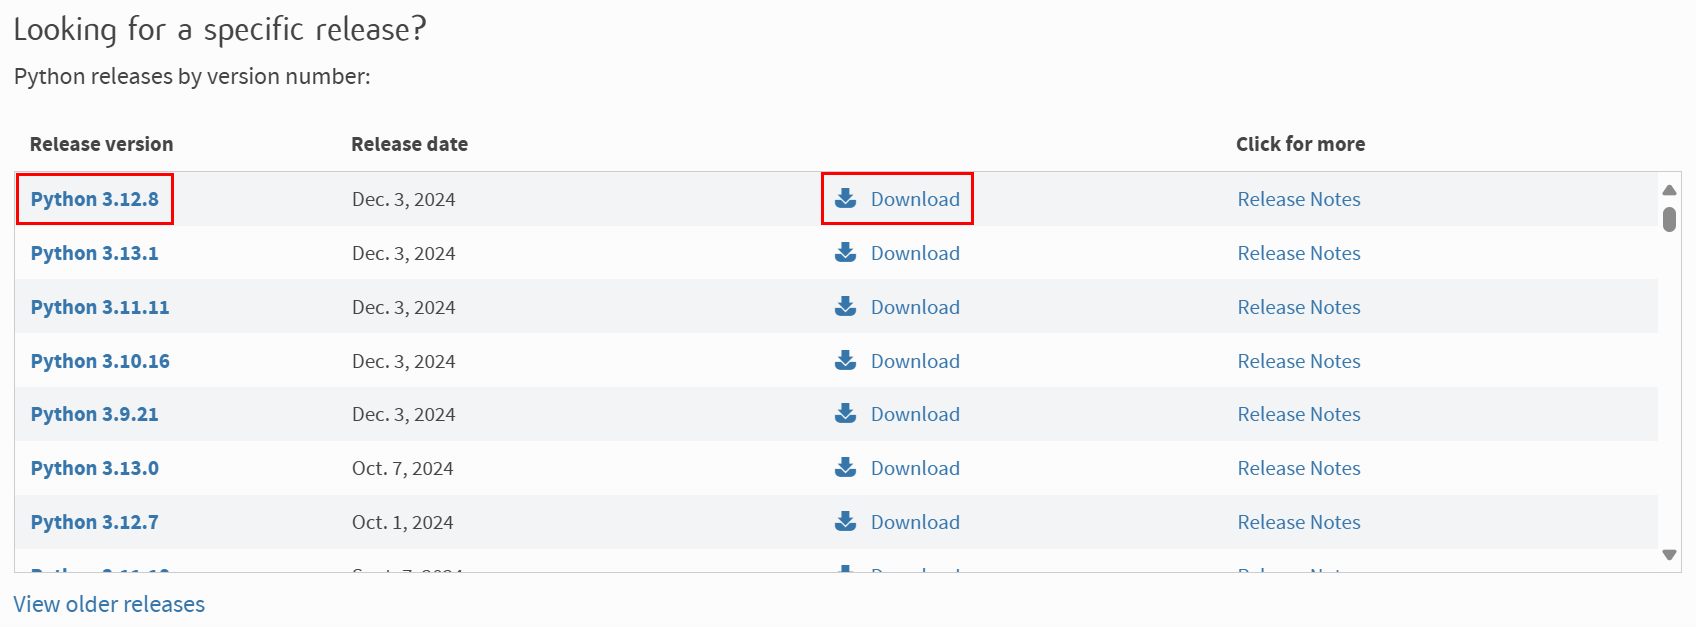 Looking for a specific release?
Python releases by version number:
Release version Release date Click for more
Python 3.12.8 Dec. 3, 2024 Download Release Notes
Python 3.13.1 Dec. 3, 2024 Download Release Notes
Python 3.11.11 Dec. 3, 2024 Download Release Notes
Python 3.10.16 Dec. 3, 2024 Download Release Notes
Python 3.9.21 Dec. 3, 2024 Download Release Notes
Python 3.13.0 Oct. 7, 2024 Download Release Notes
Python 3.12.7 Oct. 1, 2024 Download Release Notes
View older releases